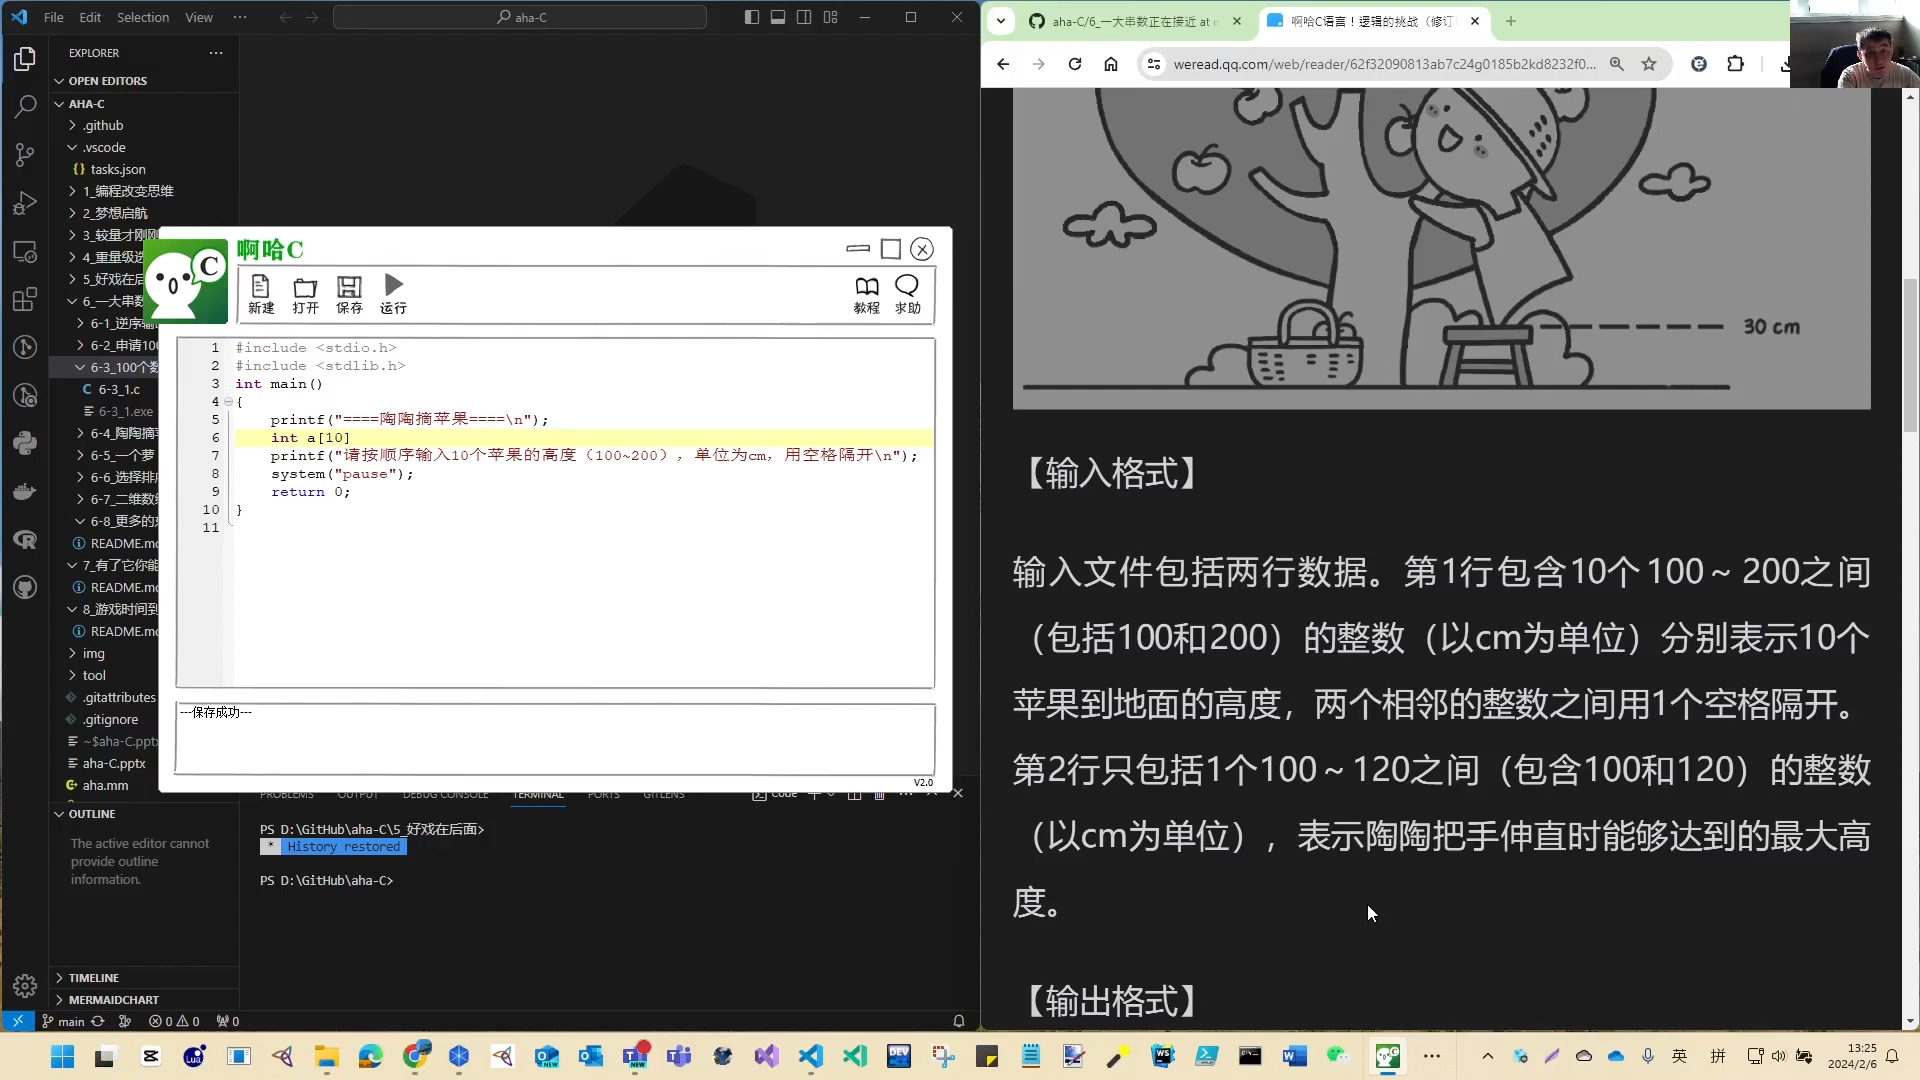 File Edit Selection View ···
aha-C
EXPLORER
OPEN EDITORS
AHA-C
.github
.vscode
tasks.json
1_编程改变思维
2_梦想启航
3_较量才刚刚
4_重量级选
5_好戏在后
6_一大串数
6-1_逆序输
6-2_申请10
6-3_100个数
6-3_1.c
6-3_1.exe
6-4_陶陶摘
6-5_一个萝
6-6_选择排
6-7_二维数
6-8_更多的
README.md
7_有了它你能
README.md
8_游戏时间到
README.md
img
tool
.gitattributes
.gitignore
~$aha-C.pptx
aha-C.pptx
aha.mm
OUTLINE
The active editor cannot
provide outline
information.
TIMELINE
MERMAIDCHART
main 0 0 0
啊哈C
新建 打开 保存 运行 教程 求助
1 #include <stdio.h>
2 #include <stdlib.h>
3 int main()
4 {
5 printf("====陶陶摘苹果====\n");
6 int a[10]
7 printf("请按顺序输入10个苹果的高度（100~200），单位为cm，用空格隔开\n");
8 system("pause");
9 return 0;
10 }
11
---保存成功---
V2.0
PROBLEMS OUTPUT DEBUG CONSOLE TERMINAL PORTS GITLENS Code
PS D:\GitHub\aha-C\5_好戏在后面>
* History restored
PS D:\GitHub\aha-C>
aha-C/6_一大串数正在接近 at
啊哈C语言！逻辑的挑战（修订
weread.qq.com/web/reader/62f32090813ab7c24g0185b2kd8232f0...
30 cm
【输入格式】
输入文件包括两行数据。第1行包含10个100～200之间
（包括100和200）的整数（以cm为单位）分别表示10个
苹果到地面的高度，两个相邻的整数之间用1个空格隔开。
第2行只包括1个100～120之间（包含100和120）的整数
（以cm为单位），表示陶陶把手伸直时能够达到的最大高
度。
【输出格式】
英 拼
13:25
2024/2/6